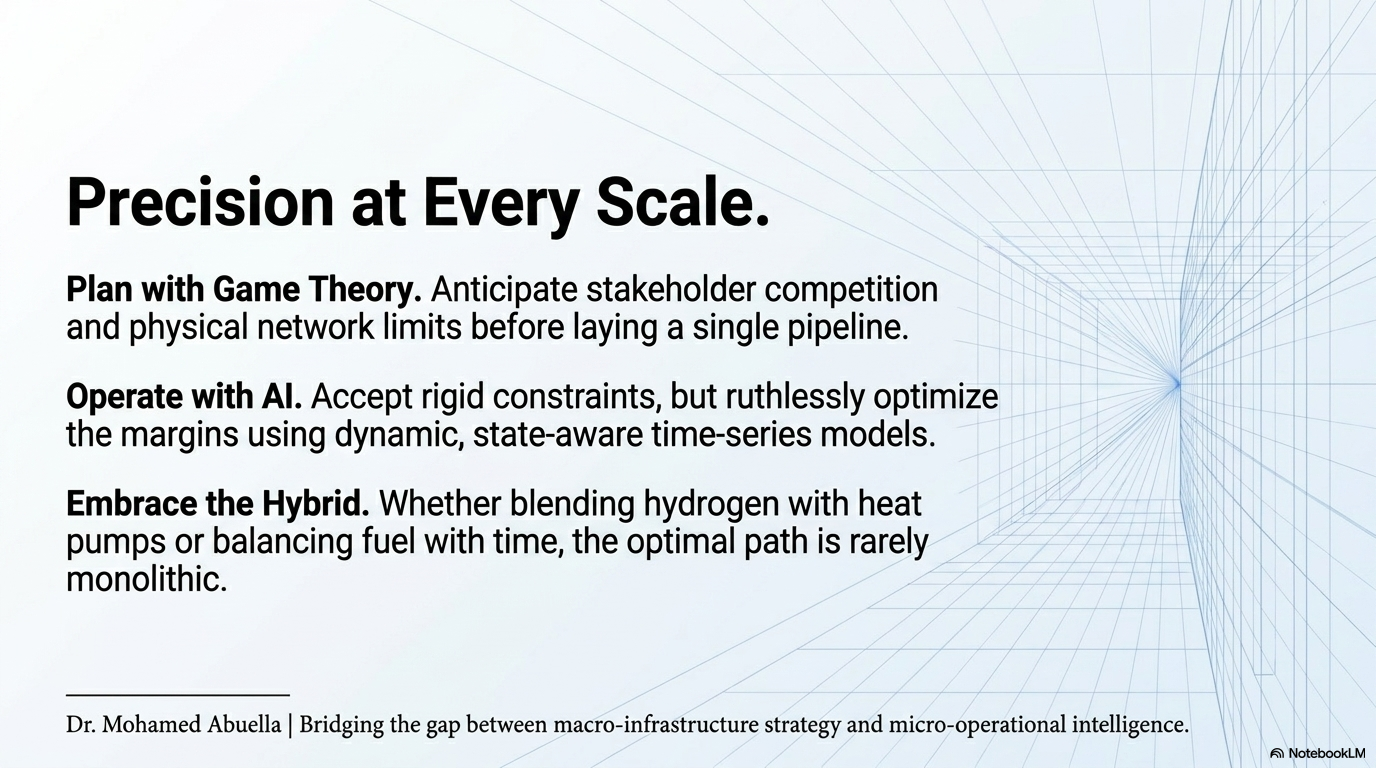 Precision at Every Scale.
Plan with Game Theory. Anticipate stakeholder competition
and physical network limits before laying a single pipeline.
Operate with AI. Accept rigid constraints, but ruthlessly optimize
the margins using dynamic, state-aware time-series models.
Embrace the Hybrid. Whether blending hydrogen with heat
pumps or balancing fuel with time, the optimal path is rarely
monolithic.
Dr. Mohamed Abuella | Bridging the gap between macro-infrastructure strategy and micro-operational intelligence.
NotebookLM